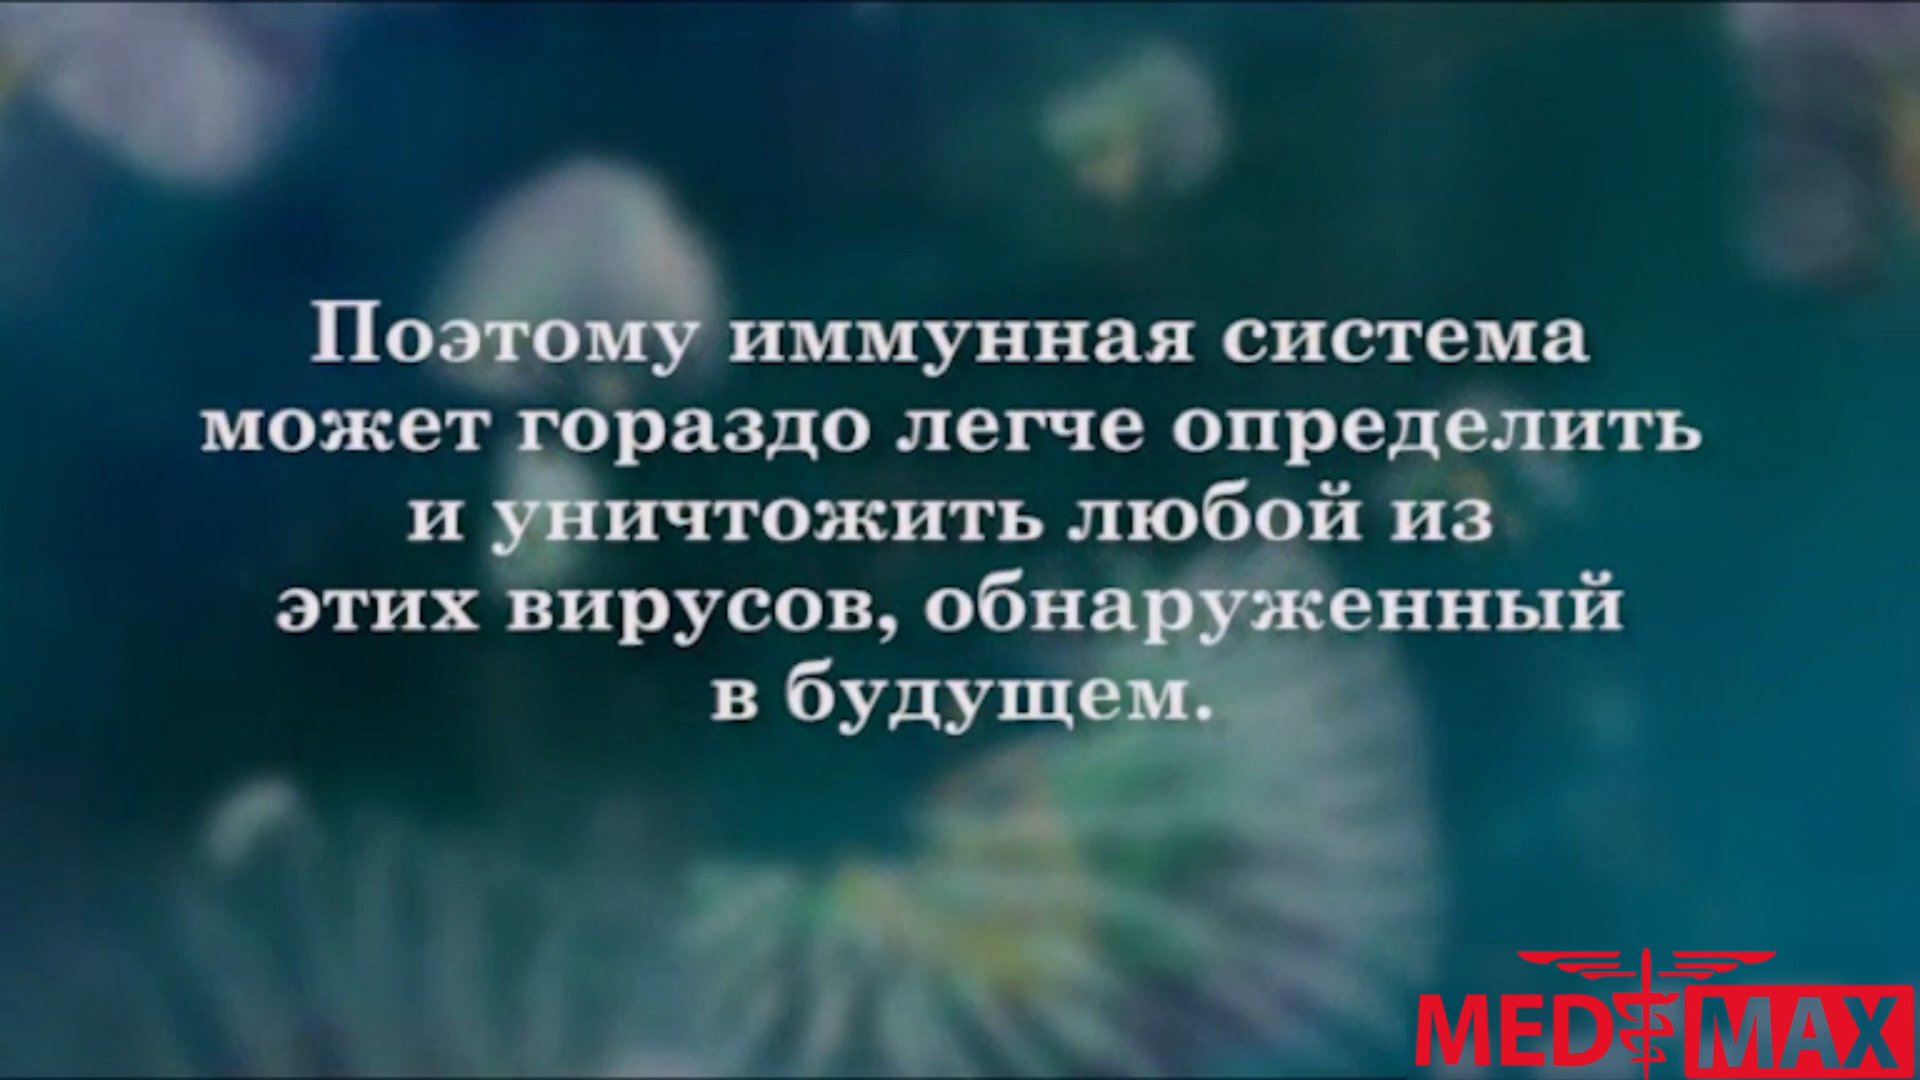 Поэтому иммунная система
может гораздо легче определить
и уничтожить любой из
этих вирусов, обнаруженный
в будущем.
MED MAX